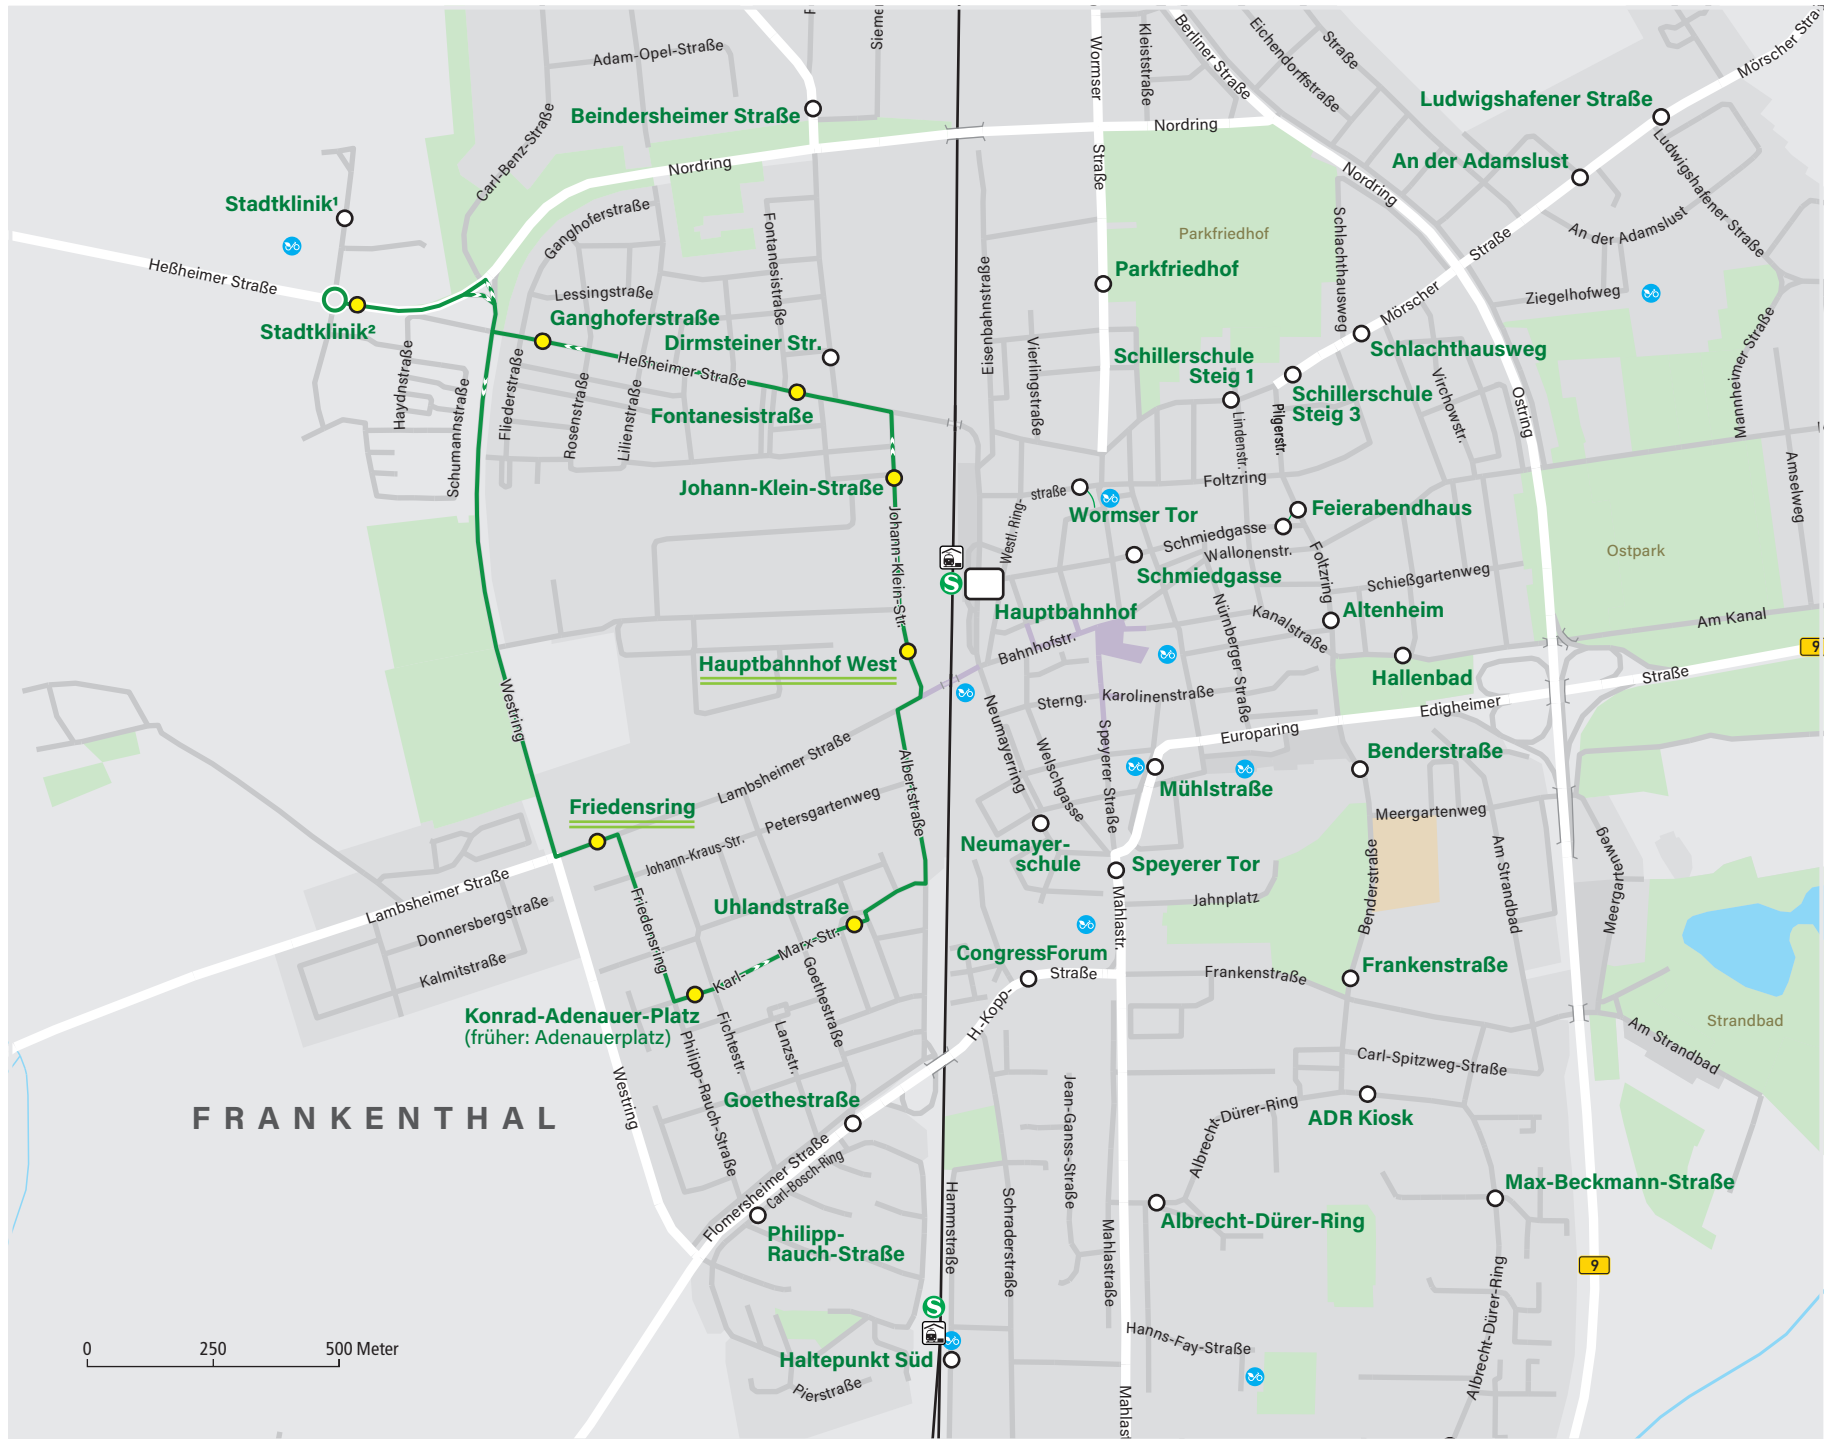 Siemen
Adam-Opel-Straße
Beindersheimer Straße
Carl-Benz-Straße
Nordring
Ganghoferstraße
Fontanesistraße
Stadtklinik¹
Heßheimer Straße
Stadtklinik²
Lessingstraße
Ganghoferstraße
Dirmsteiner Str.
Heßheimer Straße
Fontanesistraße
Haydnstraße
Schumannstraße
Fliederstraße
Rosenstraße
Lilienstraße
Johann-Klein-Straße
Johann-Klein-Str.
Hauptbahnhof West
Westring
Lambsheimer Straße
Albertstraße
Petersgartenweg
Friedensring
Johann-Kraus-Str.
Lambsheimer Straße
Donnersbergstraße
Kalmitstraße
Friedensring
Uhlandstraße
Karl-
Marx-Str.
Goethestraße
Konrad-Adenauer-Platz
(früher: Adenauerplatz)
Fichtestr.
Lanzstr.
Philipp-Rauch-Straße
Westring
FRANKENTHAL
Goethestraße
Flomersheimer Straße
Carl-Bosch-Ring
Philipp-
Rauch-Straße
S
Haltepunkt Süd
Pierstraße
0 250 500 Meter
Wormser
Straße
Kleiststraße
Berliner Straße
Eichendorffstraße
Straße
Nordring
Nordring
Mörscher Straß
Ludwigshafener Straße
An der Adamslust
Ludwigshafener Straße
An der Adamslust
Parkfriedhof
Parkfriedhof
Schlachthausweg
Mörscher
Straße
Ziegelhofweg
Schlachthausweg
Eisenbahnstraße
Vierlingstraße
Schillerschule
Steig 1
Schillerschule
Steig 3
Lindenstr.
Pilgerstr.
Virchowstr.
Ostring
Mannheimer Straße
Amselweg
Foltzring
Westl. Ring-
straße
Wormser Tor
Feierabendhaus
Schmiedgasse
Wallonenstr.
Schmiedgasse
Foltzring
Schießgartenweg
Ostpark
S
Hauptbahnhof
Bahnhofstr.
Nürnberger Straße
Kanalstraße
Altenheim
Am Kanal
Hallenbad
9
Straße
Edigheimer
Sterng.
Karolinenstraße
Europaring
Neumayerring
Welschgasse
Speyerer Straße
Mühlstraße
Benderstraße
Meergartenweg
Neumayer-
schule
Speyerer Tor
Mahlastr.
Jahnplatz
Benderstraße
Am Strandbad
Meergartenweg
CongressForum
H.-Kopp-
Straße
Frankenstraße
Frankenstraße
Strandbad
Am Strandbad
Carl-Spitzweg-Straße
ADR Kiosk
Jean-Ganss-Straße
Albrecht-Dürer-Ring
Hammstraße
Schraderstraße
Mahlastraße
Albrecht-Dürer-Ring
Max-Beckmann-Straße
9
Albrecht-Dürer-Ring
Hanns-Fay-Straße
Mahlast